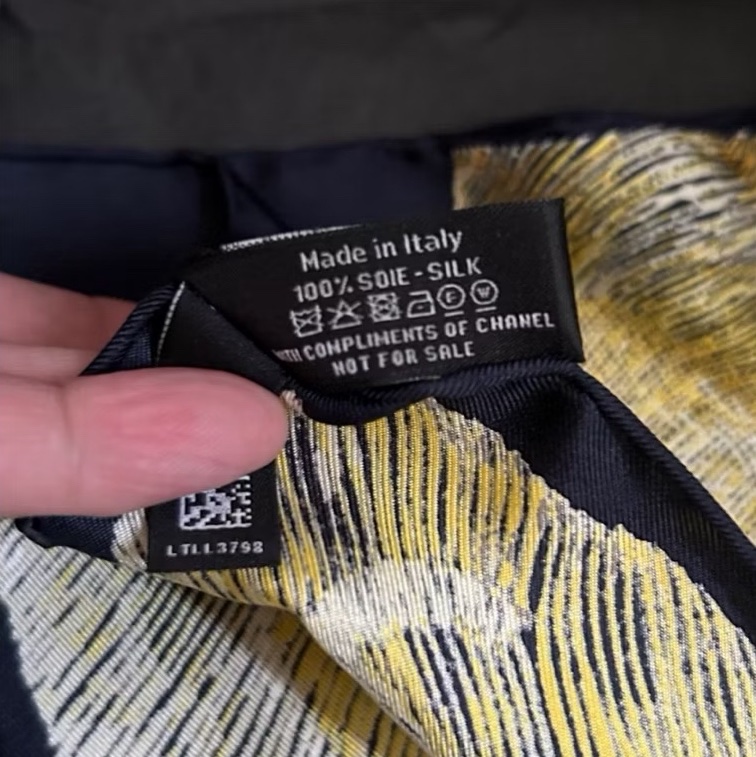 Made in Italy
100% SOIE - SILK
F W
COMPLIMENTS OF CHANEL
NOT FOR SALE
LTLL3798